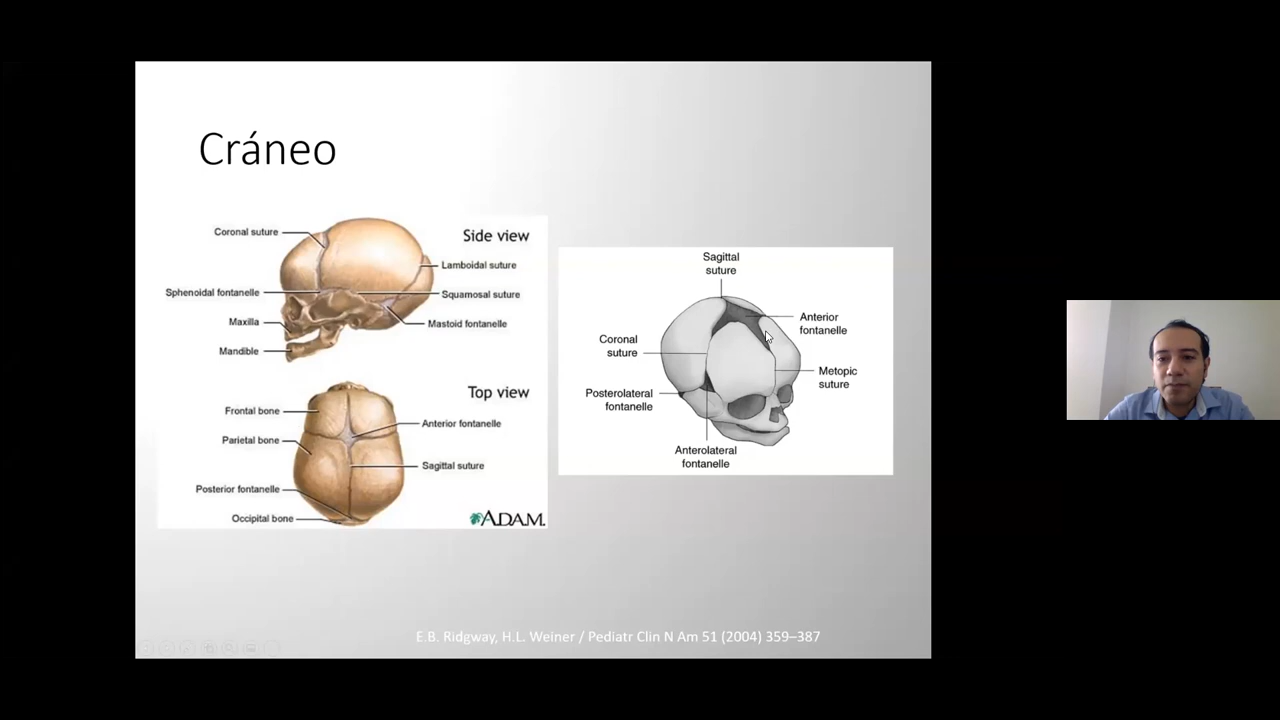 Cráneo
Coronal suture
Side view
Lamboidal suture
Sphenoidal fontanelle
Squamosal suture
Maxilla
Mastoid fontanelle
Mandible
Top view
Frontal bone
Anterior fontanelle
Parietal bone
Sagittal suture
Posterior fontanelle
Occipital bone
ADAM.
Sagittal
suture
Anterior
fontanelle
Coronal
suture
Metopic
suture
Posterolateral
fontanelle
Anterolateral
fontanelle
E.B. Ridgway, H.L. Weiner / Pediatr Clin N Am 51 (2004) 359–387